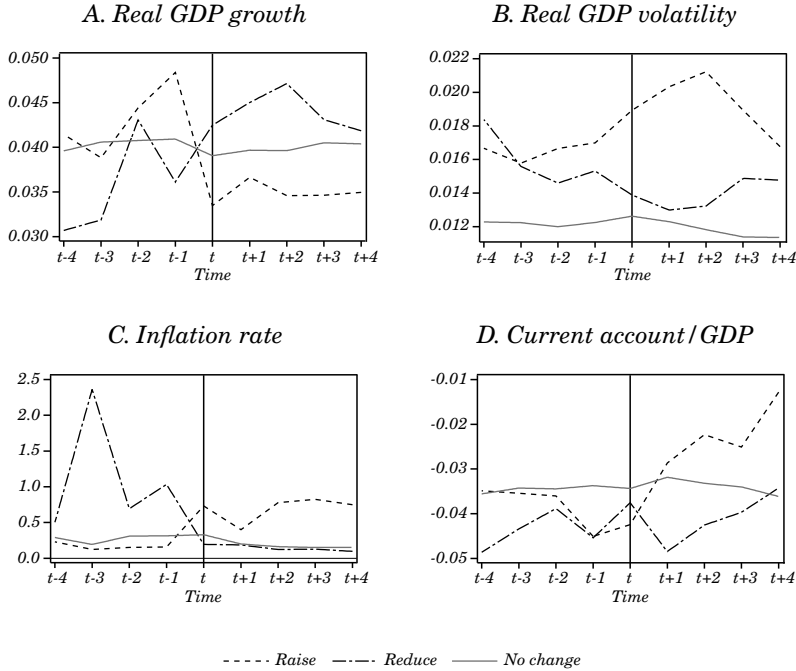 A. Real GDP growth
0.050
0.045
0.040
0.035
0.030
t-4 t-3 t-2 t-1 t t+1 t+2 t+3 t+4
Time
B. Real GDP volatility
0.022
0.020
0.018
0.016
0.014
0.012
t-4 t-3 t-2 t-1 t t+1 t+2 t+3 t+4
Time
C. Inflation rate
2.5
2.0
1.5
1.0
0.5
0.0
t-4 t-3 t-2 t-1 t t+1 t+2 t+3 t+4
Time
D. Current account/GDP
-0.01
-0.02
-0.03
-0.04
-0.05
t-4 t-3 t-2 t-1 t t+1 t+2 t+3 t+4
Time
Raise Reduce No change